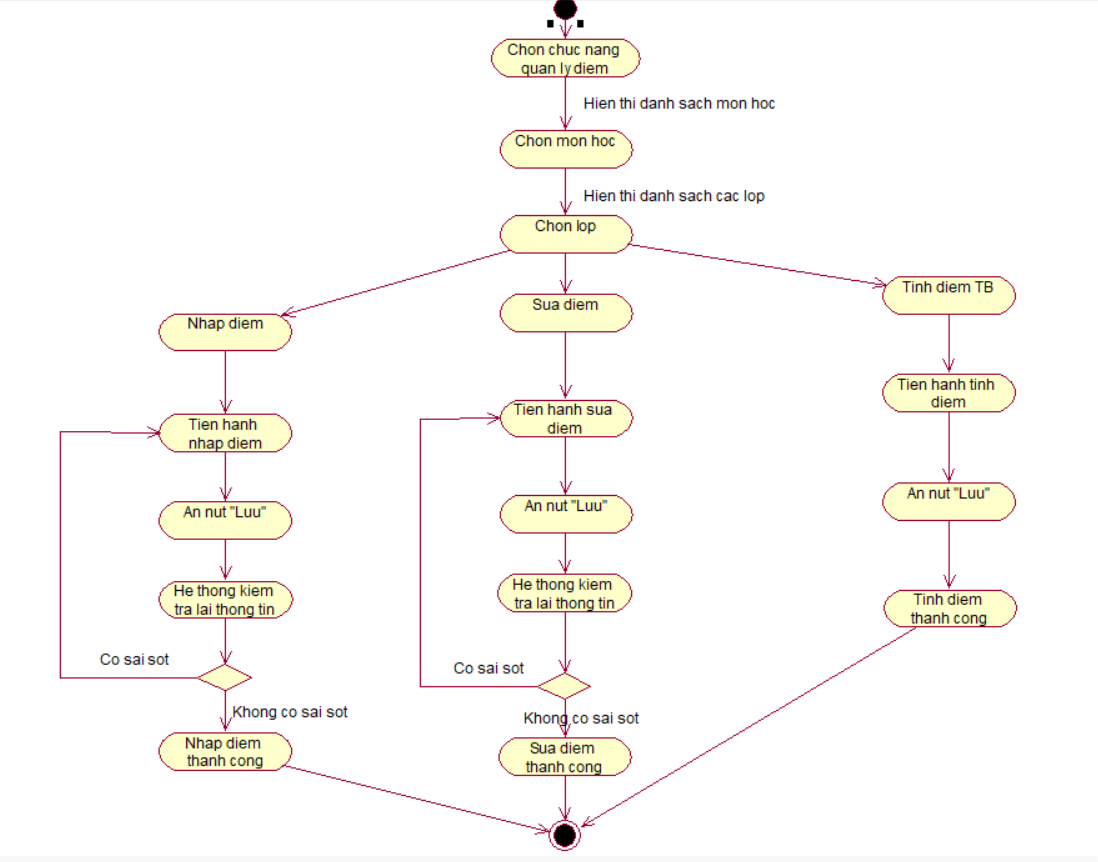 Chon chuc nang
quan ly diem
Hien thi danh sach mon hoc
Chon mon hoc
Hien thi danh sach cac lop
Chon lop
Nhap diem
Tien hanh
nhap diem
An nut "Luu"
He thong kiem
tra lai thong tin
Co sai sot
Khong co sai sot
Nhap diem
thanh cong
Sua diem
Tien hanh sua
diem
An nut "Luu"
He thong kiem
tra lai thong tin
Co sai sot
Khong co sai sot
Sua diem
thanh cong
Tinh diem TB
Tien hanh tinh
diem
An nut "Luu"
Tinh diem
thanh cong